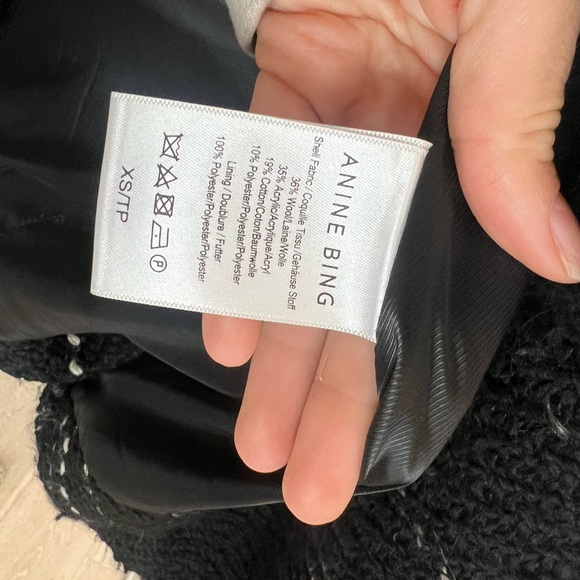 ANINE BING
Shell Fabric / Coquille Tissu /Gehäuse Stoff
36% Wool/Laine/Wolle
35% Acrylic/Acrylique/Acryl
19% Cotton/Coton/Baumwolle
10% Polyester/Polyester/Polyester
Lining / Doublure / Futter
100% Polyester/Polyester/Polyester
P
XS/TP